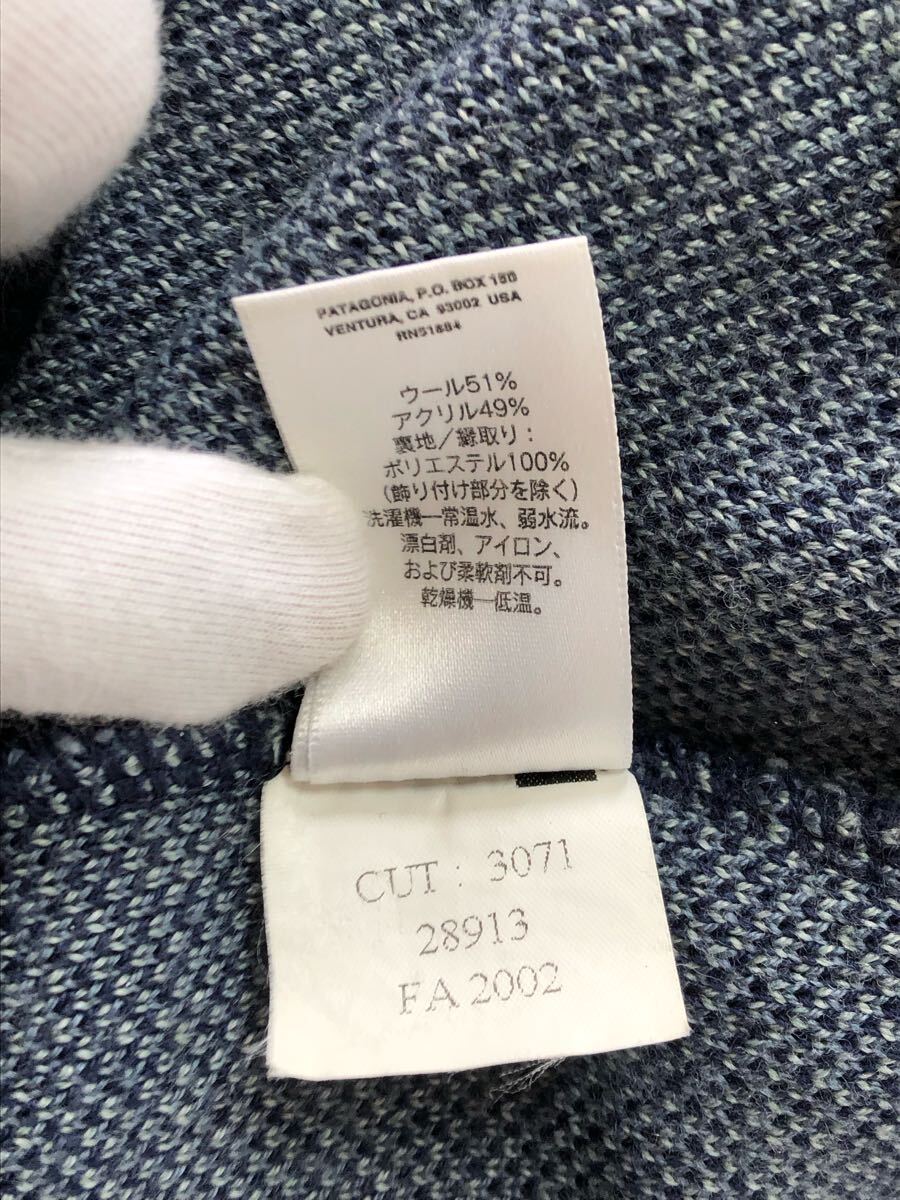 PATAGONIA, P.O. BOX 150
VENTURA, CA 93002 USA
RN51884
ウール51%
アクリル49%
裏地／縁取り：
ポリエステル100%
(飾り付け部分を除く)
洗濯機—常温水、弱水流。
漂白剤、アイロン、
および柔軟剤不可。
乾燥機—低温。
CUT : 3071
28913
FA 2002